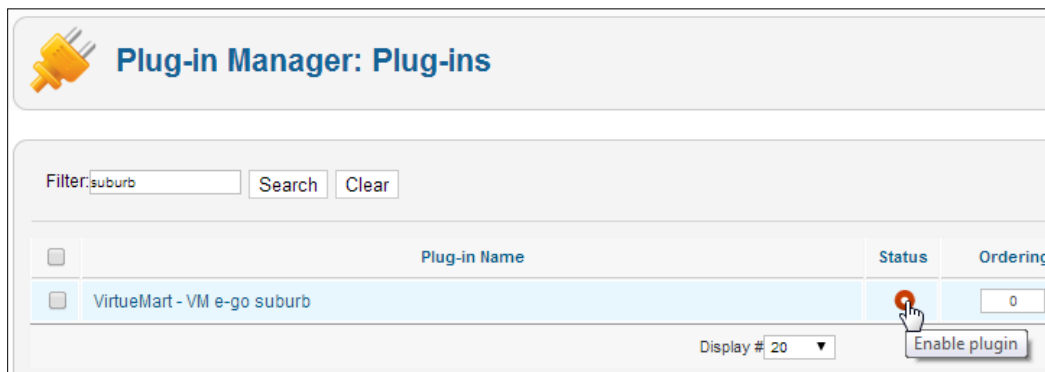 Plug-in Manager: Plug-ins
Filter: suburb Search Clear
Plug-in Name Status Ordering
VirtueMart - VM e-go suburb 0
Display # 20
Enable plugin